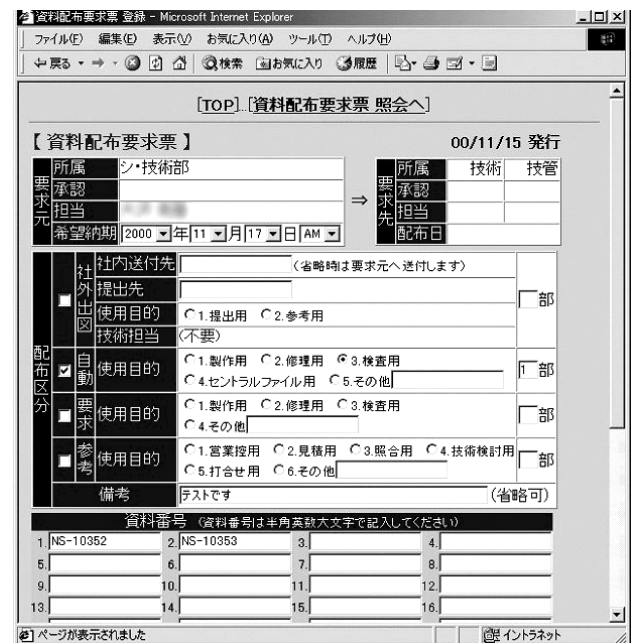 資料配布要求票 登録 - Microsoft Internet Explorer
ファイル(F) 編集(E) 表示(V) お気に入り(A) ツール(T) ヘルプ(H)
戻る 検索 お気に入り 履歴
[TOP]..[資料配布要求票 照会へ]
【 資料配布要求票 】 00/11/15 発行
要求元 所属 シ・技術部
承認
担当
希望納期 2000 年 11 月 17 日 AM
⇒
要求先 所属 技術 技管
承認
担当
配布日
配布区分
社外出図 社内送付先 (省略時は要求元へ送付します)
提出先
使用目的 1.提出用 2.参考用
技術担当 (不要)
部
自動 使用目的 1.製作用 2.修理用 3.検査用
4.セントラルファイル用 5.その他
1 部
要求 使用目的 1.製作用 2.修理用 3.検査用
4.その他
部
参考 使用目的 1.営業控用 2.見積用 3.照合用 4.技術検討用
5.打合せ用 6.その他
部
備考 テストです (省略可)
資料番号 (資料番号は半角英数大文字で記入してください)
1. NS-10352 2. NS-10353 3. 4.
5. 6. 7. 8.
9. 10. 11. 12.
13. 14. 15. 16.
ページが表示されました イントラネット